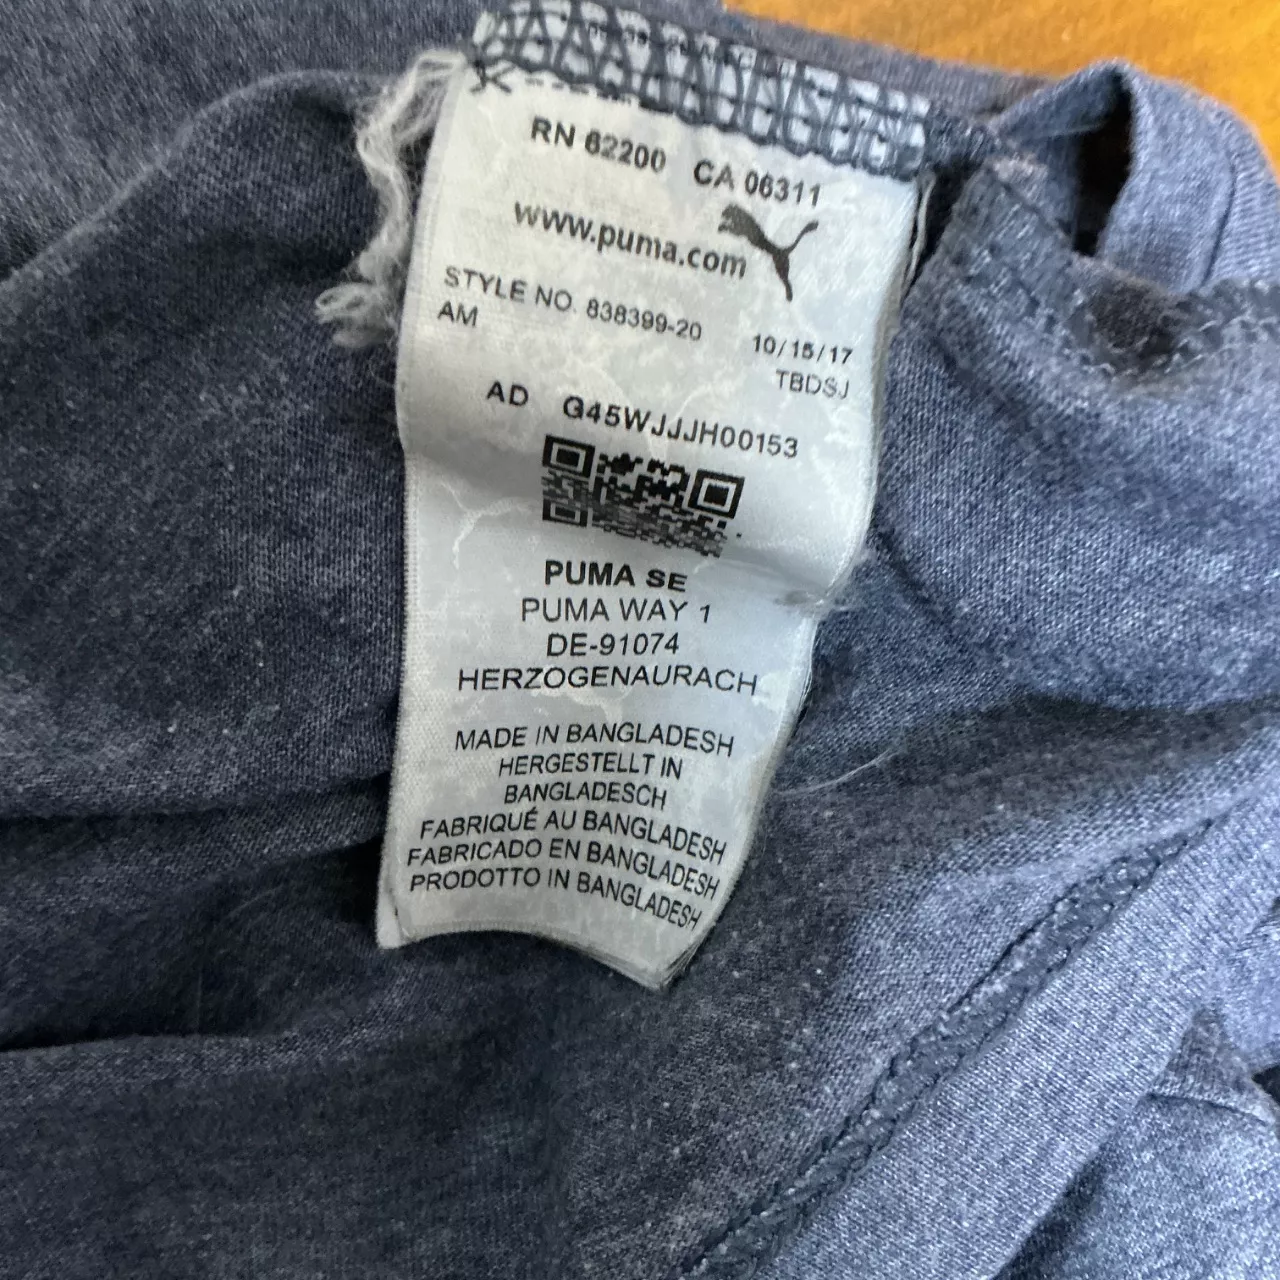 RN 62200 CA 06311
www.puma.com
STYLE NO. 838399-20 10/15/17
AM TBDSJ
AD G45WJJJH00153
PUMA SE
PUMA WAY 1
DE-91074
HERZOGENAURACH
MADE IN BANGLADESH
HERGESTELLT IN
BANGLADESCH
FABRIQUÉ AU BANGLADESH
FABRICADO EN BANGLADESH
PRODOTTO IN BANGLADESH